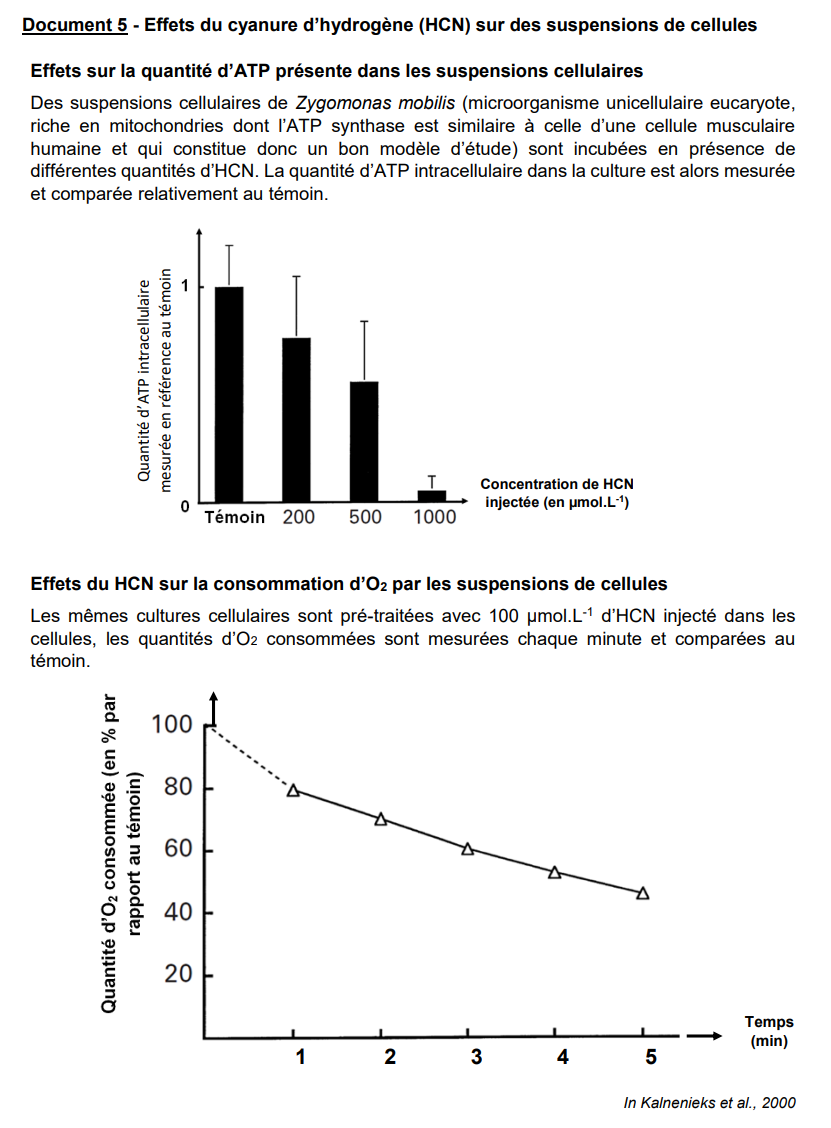 Document 5 - Effets du cyanure d’hydrogène (HCN) sur des suspensions de cellules
Effets sur la quantité d’ATP présente dans les suspensions cellulaires
Des suspensions cellulaires de Zygomonas mobilis (microorganisme unicellulaire eucaryote,
riche en mitochondries dont l’ATP synthase est similaire à celle d’une cellule musculaire
humaine et qui constitue donc un bon modèle d’étude) sont incubées en présence de
différentes quantités d’HCN. La quantité d’ATP intracellulaire dans la culture est alors mesurée
et comparée relativement au témoin.
Quantité d’ATP intracellulaire
mesurée en référence au témoin
1
0
Témoin 200 500 1000
Concentration de HCN
injectée (en µmol.L-1)
Effets du HCN sur la consommation d’O2 par les suspensions de cellules
Les mêmes cultures cellulaires sont pré-traitées avec 100 µmol.L-1 d’HCN injecté dans les
cellules, les quantités d’O2 consommées sont mesurées chaque minute et comparées au
témoin.
Quantité d’O2 consommée (en % par
rapport au témoin)
100
80
60
40
20
1 2 3 4 5
Temps
(min)
In Kalnenieks et al., 2000